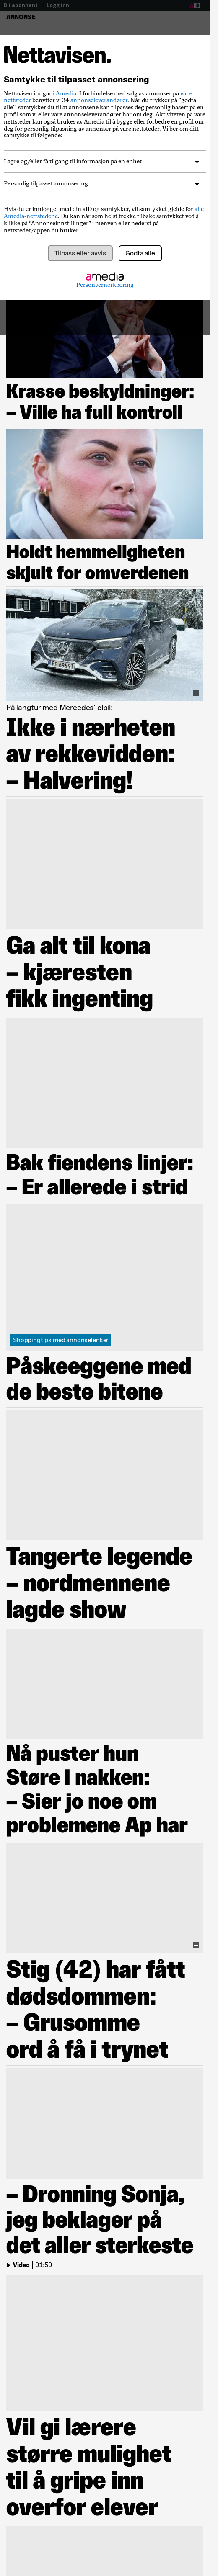 Bli abonnent | Logg inn
aID
ANNONSE
Nettavisen.
Samtykke til tilpasset annonsering
Nettavisen inngår i Amedia. I forbindelse med salg av annonser på våre
nettsteder benytter vi 34 annonseleverandører. Når du trykker på "godta
alle", samtykker du til at annonsene kan tilpasses deg personlig basert på en
profil som vi eller våre annonseleverandører har om deg. Aktiviteten på våre
nettsteder kan også brukes av Amedia til å bygge eller forbedre en profil om
deg for personlig tilpasning av annonser på våre nettsteder. Vi ber om ditt
samtykke til følgende:
Lagre og/eller få tilgang til informasjon på en enhet
Personlig tilpasset annonsering
Hvis du er innlogget med din aID og samtykker, vil samtykket gjelde for alle
Amedia-nettstedene. Du kan når som helst trekke tilbake samtykket ved å
klikke på "Annonseinnstillinger" i menyen eller nederst på
nettstedet/appen du bruker.
Tilpass eller avvis
Godta alle
amedia
Personvernerklæring
Krasse beskyldninger:
– Ville ha full kontroll
Holdt hemmeligheten
skjult for omverdenen
På langtur med Mercedes' elbil:
Ikke i nærheten
av rekkevidden:
– Halvering!
Ga alt til kona
– kjæresten
fikk ingenting
Bak fiendens linjer:
– Er allerede i strid
Shoppingtips med annonselenker
Påskeeggene med
de beste bitene
Tangerte legende
– nordmennene
lagde show
Nå puster hun
Støre i nakken:
– Sier jo noe om
problemene Ap har
Stig (42) har fått
dødsdommen:
– Grusomme
ord å få i trynet
– Dronning Sonja,
jeg beklager på
det aller sterkeste
Video | 01:59
Vil gi lærere
større mulighet
til å gripe inn
overfor elever